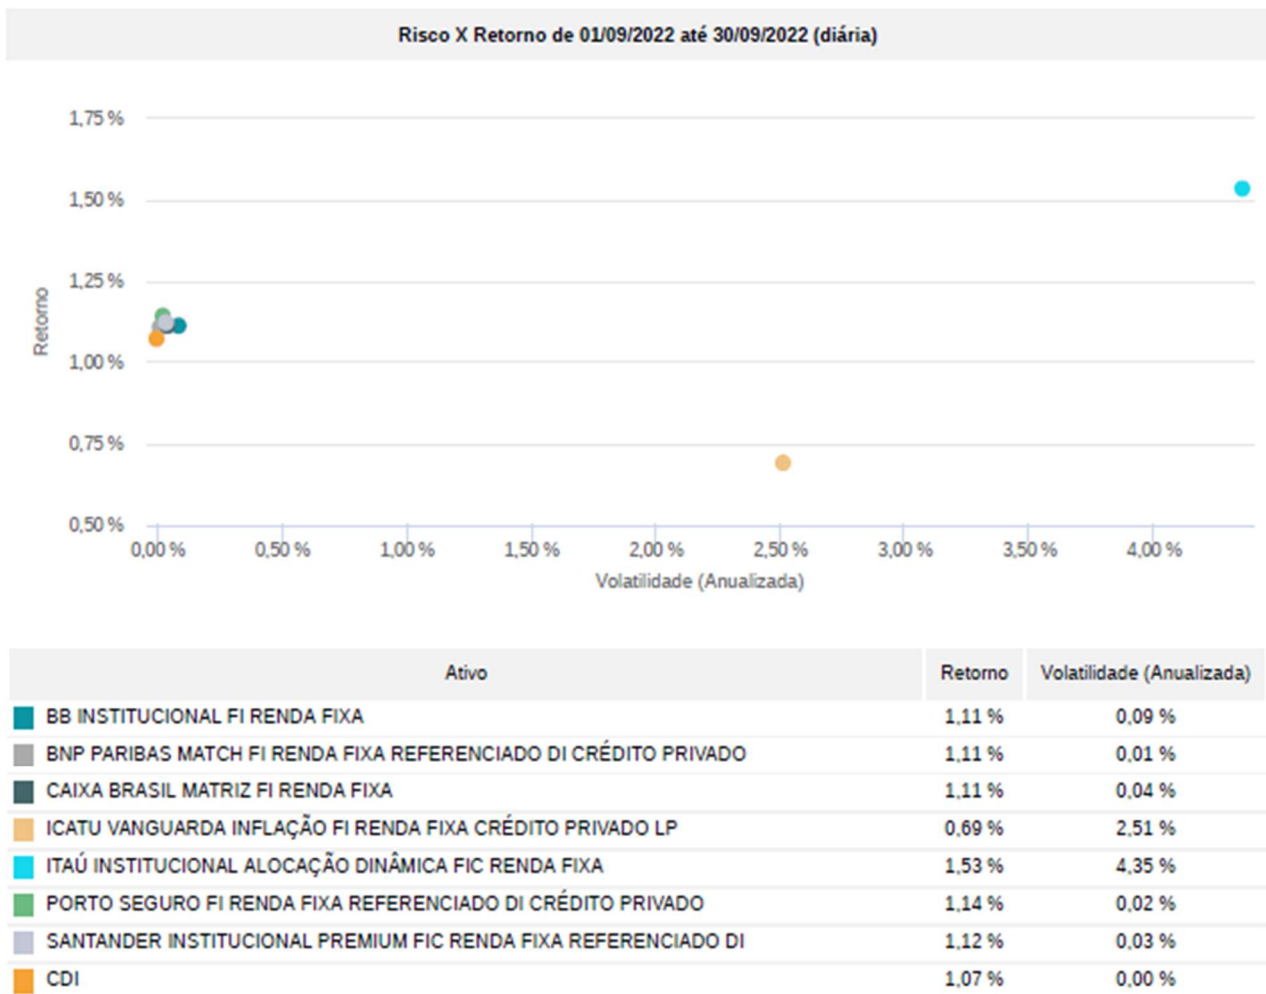 Risco X Retorno de 01/09/2022 até 30/09/2022 (diária)
1,75 %
1,50 %
1,25 %
1,00 %
0,75 %
0,50 %
Retorno
0,00 % 0,50 % 1,00 % 1,50 % 2,00 % 2,50 % 3,00 % 3,50 % 4,00 %
Volatilidade (Anualizada)
Ativo Retorno Volatilidade (Anualizada)
BB INSTITUCIONAL FI RENDA FIXA 1,11 % 0,09 %
BNP PARIBAS MATCH FI RENDA FIXA REFERENCIADO DI CRÉDITO PRIVADO 1,11 % 0,01 %
CAIXA BRASIL MATRIZ FI RENDA FIXA 1,11 % 0,04 %
ICATU VANGUARDA INFLAÇÃO FI RENDA FIXA CRÉDITO PRIVADO LP 0,69 % 2,51 %
ITAÚ INSTITUCIONAL ALOCAÇÃO DINÂMICA FIC RENDA FIXA 1,53 % 4,35 %
PORTO SEGURO FI RENDA FIXA REFERENCIADO DI CRÉDITO PRIVADO 1,14 % 0,02 %
SANTANDER INSTITUCIONAL PREMIUM FIC RENDA FIXA REFERENCIADO DI 1,12 % 0,03 %
CDI 1,07 % 0,00 %